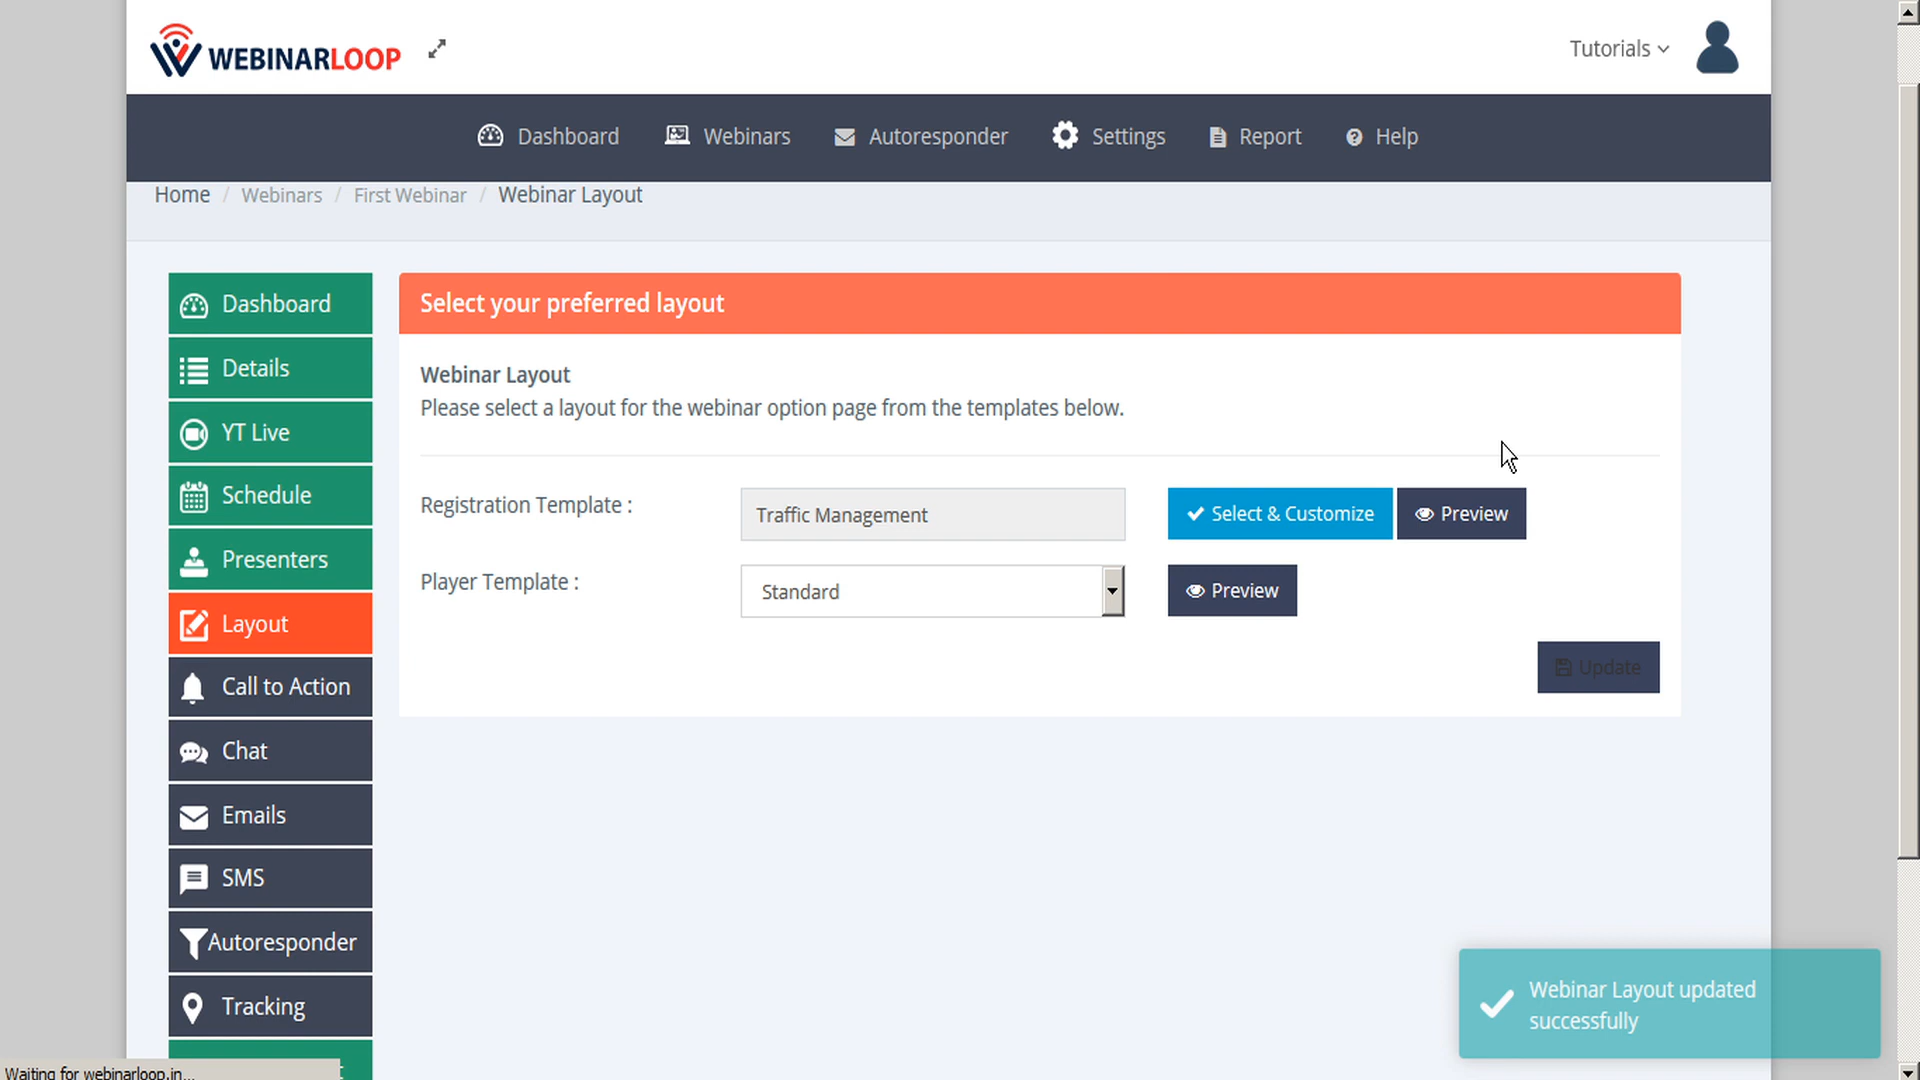 WEBINARLOOP
Tutorials
Dashboard Webinars Autoresponder Settings Report Help
Home / Webinars / First Webinar / Webinar Layout
Dashboard
Details
YT Live
Schedule
Presenters
Layout
Call to Action
Chat
Emails
SMS
Autoresponder
Tracking
Select your preferred layout
Webinar Layout
Please select a layout for the webinar option page from the templates below.
Registration Template : Traffic Management Select & Customize Preview
Player Template : Standard Preview
Update
Webinar Layout updated
successfully
Waiting for webinarloop.in...